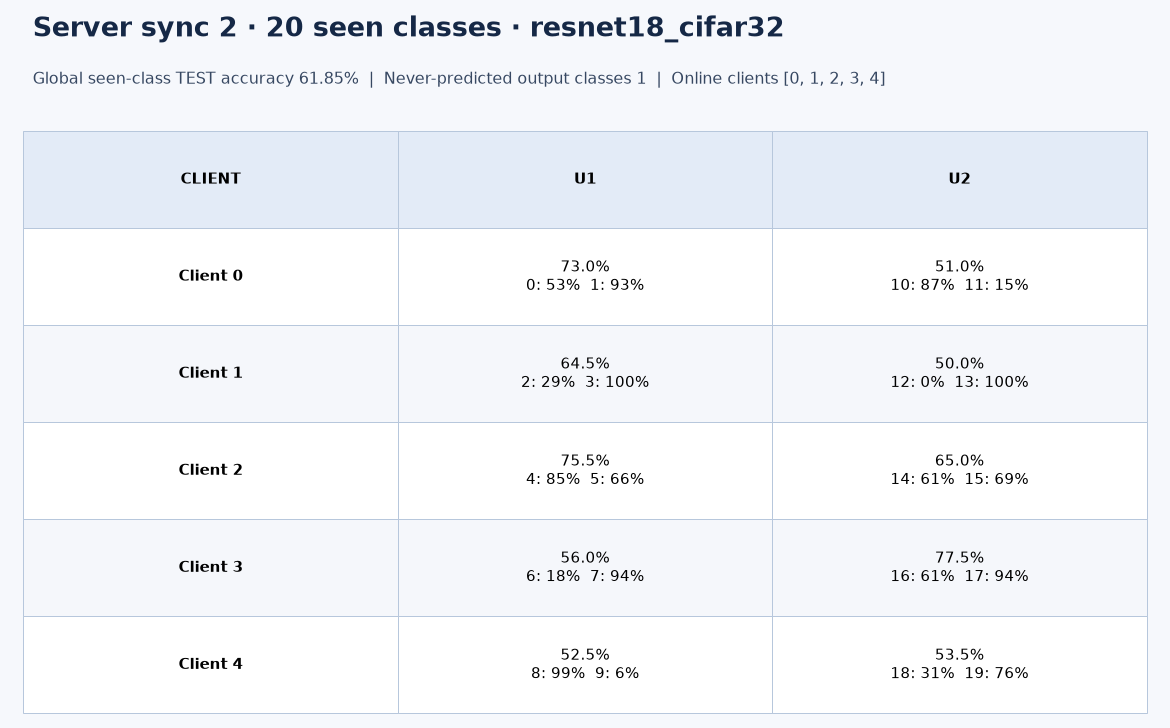 Server sync 2 · 20 seen classes · resnet18_cifar32
Global seen-class TEST accuracy 61.85%  |  Never-predicted output classes 1  |  Online clients [0, 1, 2, 3, 4]
CLIENT U1 U2
Client 0
73.0%
0: 53%  1: 93%
51.0%
10: 87%  11: 15%
Client 1
64.5%
2: 29%  3: 100%
50.0%
12: 0%  13: 100%
Client 2
75.5%
4: 85%  5: 66%
65.0%
14: 61%  15: 69%
Client 3
56.0%
6: 18%  7: 94%
77.5%
16: 61%  17: 94%
Client 4
52.5%
8: 99%  9: 6%
53.5%
18: 31%  19: 76%